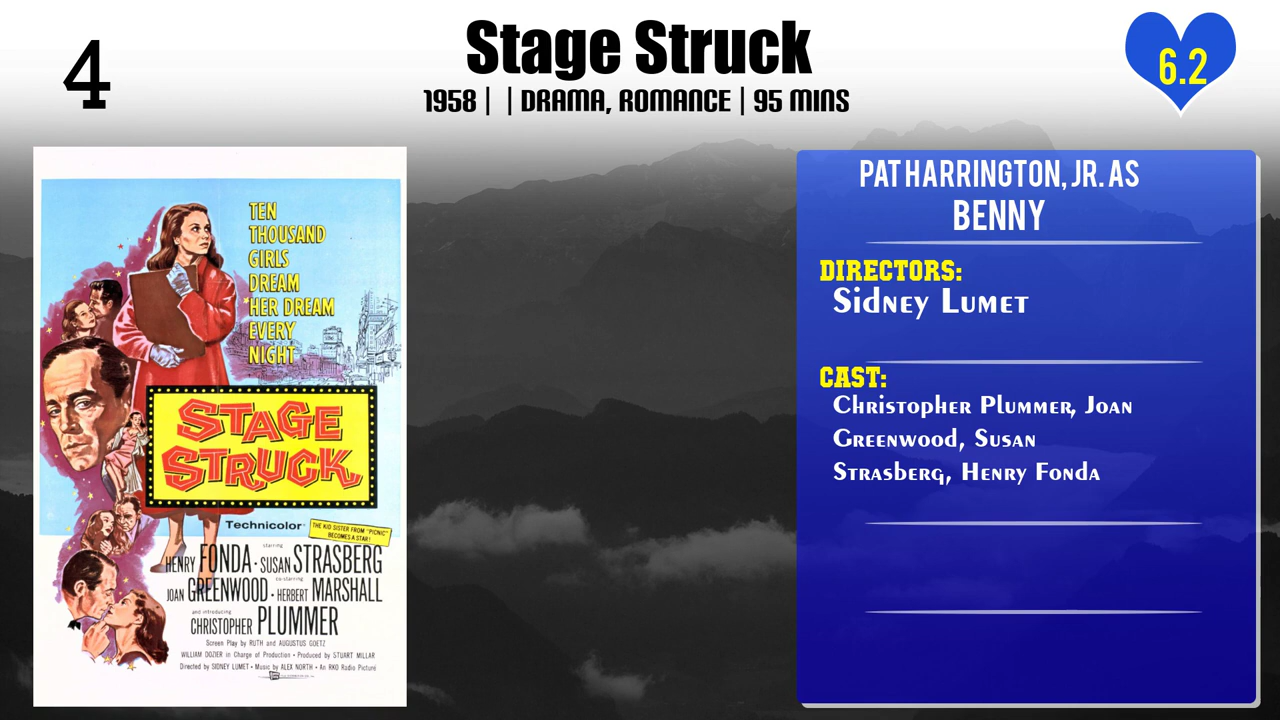 4
Stage Struck
1958 | | DRAMA, ROMANCE | 95 MINS
6.2
TEN
THOUSAND
GIRLS
DREAM
HER DREAM
EVERY
NIGHT
STAGE
STRUCK
Technicolor
THE KID SISTER FROM "PICNIC"
BECOMES A STAR!
starring
HENRY FONDA · SUSAN STRASBERG
co-starring
JOAN GREENWOOD · HERBERT MARSHALL
and introducing
CHRISTOPHER PLUMMER
Screen Play by RUTH and AUGUSTUS GOETZ
WILLIAM DOZIER in Charge of Production · Produced by STUART MILLAR
Directed by SIDNEY LUMET · Music by ALEX NORTH · An RKO Radio Picture
PAT HARRINGTON, JR. AS
BENNY
DIRECTORS:
Sidney Lumet
CAST:
Christopher Plummer, Joan
Greenwood, Susan
Strasberg, Henry Fonda